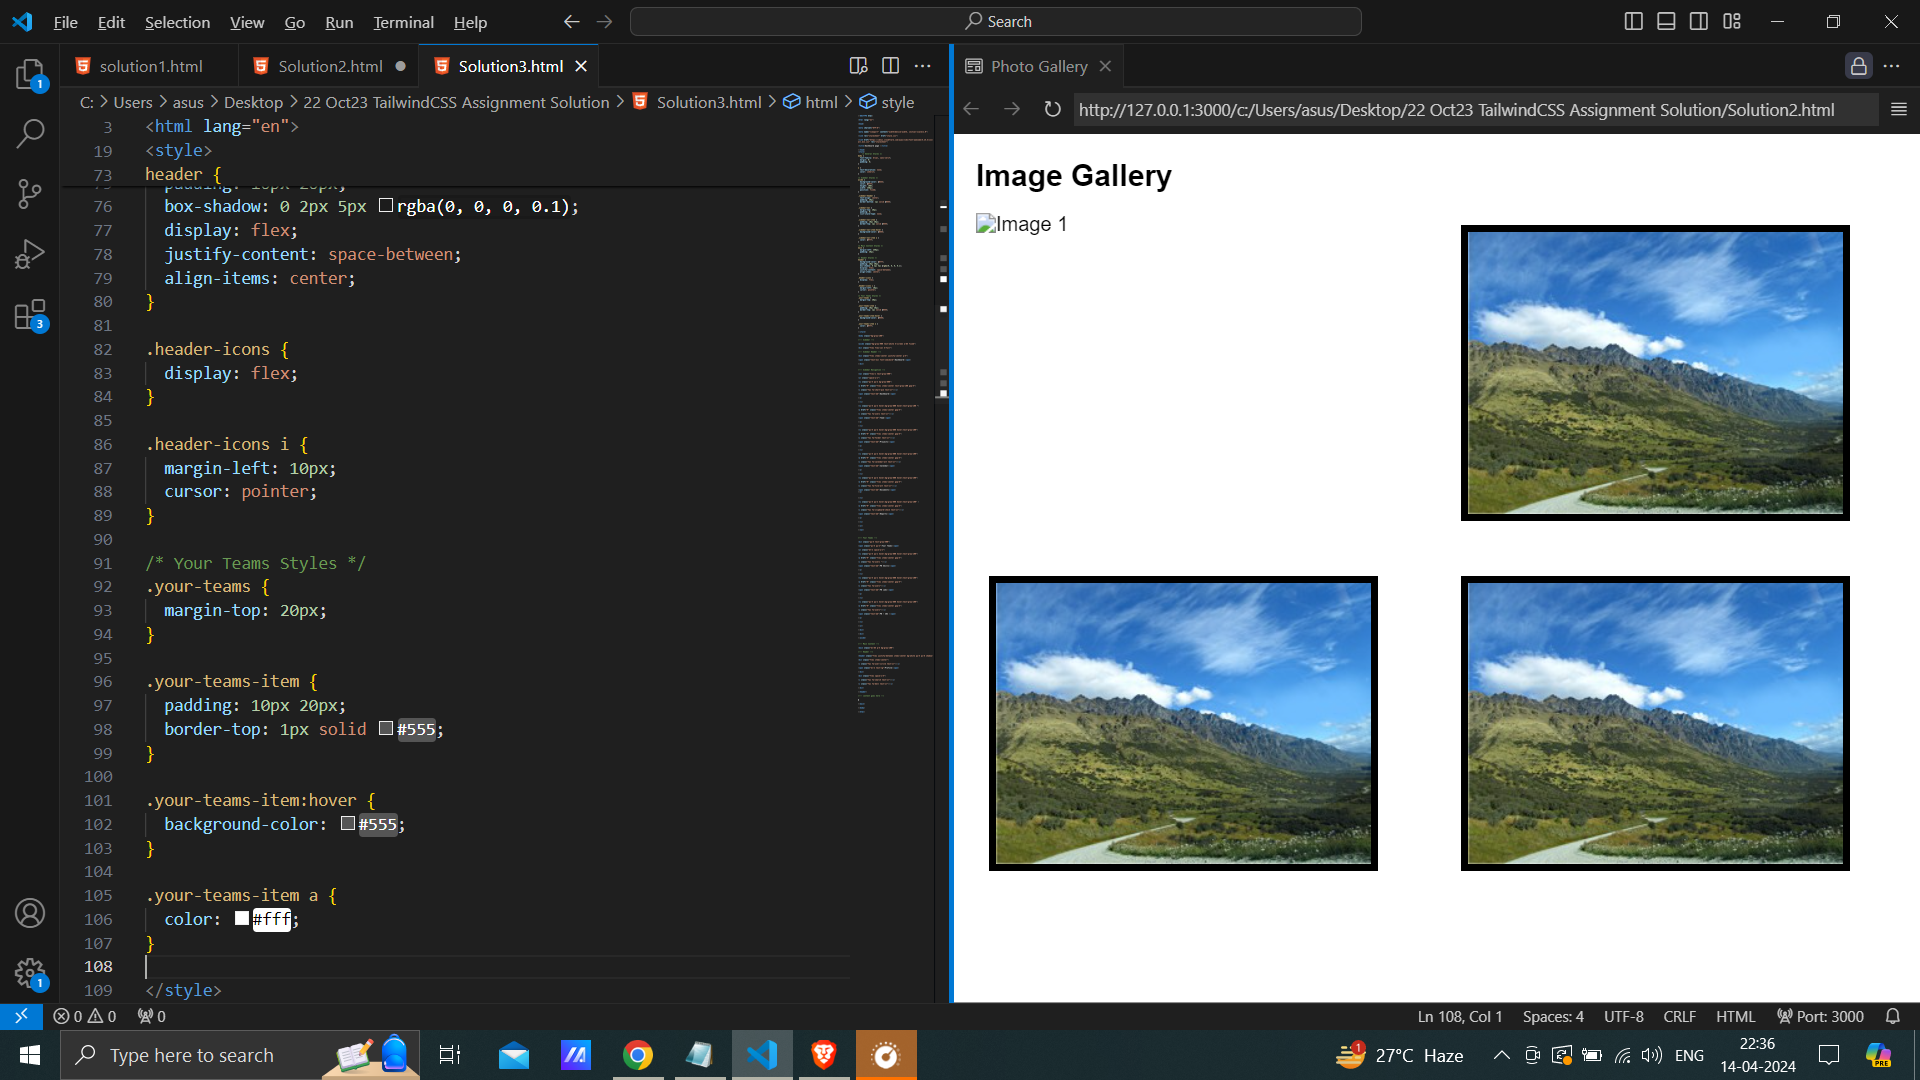 File Edit Selection View Go Run Terminal Help
Search
solution1.html Solution2.html Solution3.html
C: > Users > asus > Desktop > 22 Oct23 TailwindCSS Assignment Solution > Solution3.html > html > style
3 <html lang="en">
19 <style>
73 header {
76 box-shadow: 0 2px 5px rgba(0, 0, 0, 0.1);
77 display: flex;
78 justify-content: space-between;
79 align-items: center;
80 }
81
82 .header-icons {
83 display: flex;
84 }
85
86 .header-icons i {
87 margin-left: 10px;
88 cursor: pointer;
89 }
90
91 /* Your Teams Styles */
92 .your-teams {
93 margin-top: 20px;
94 }
95
96 .your-teams-item {
97 padding: 10px 20px;
98 border-top: 1px solid #555;
99 }
100
101 .your-teams-item:hover {
102 background-color: #555;
103 }
104
105 .your-teams-item a {
106 color: #fff;
107 }
108
109 </style>
1
3
1
Photo Gallery
http://127.0.0.1:3000/c:/Users/asus/Desktop/22 Oct23 TailwindCSS Assignment Solution/Solution2.html
Image Gallery
Image 1
0 0 0
Ln 108, Col 1 Spaces: 4 UTF-8 CRLF HTML Port: 3000
Type here to search
1 27°C Haze ENG 22:36
14-04-2024
PRE